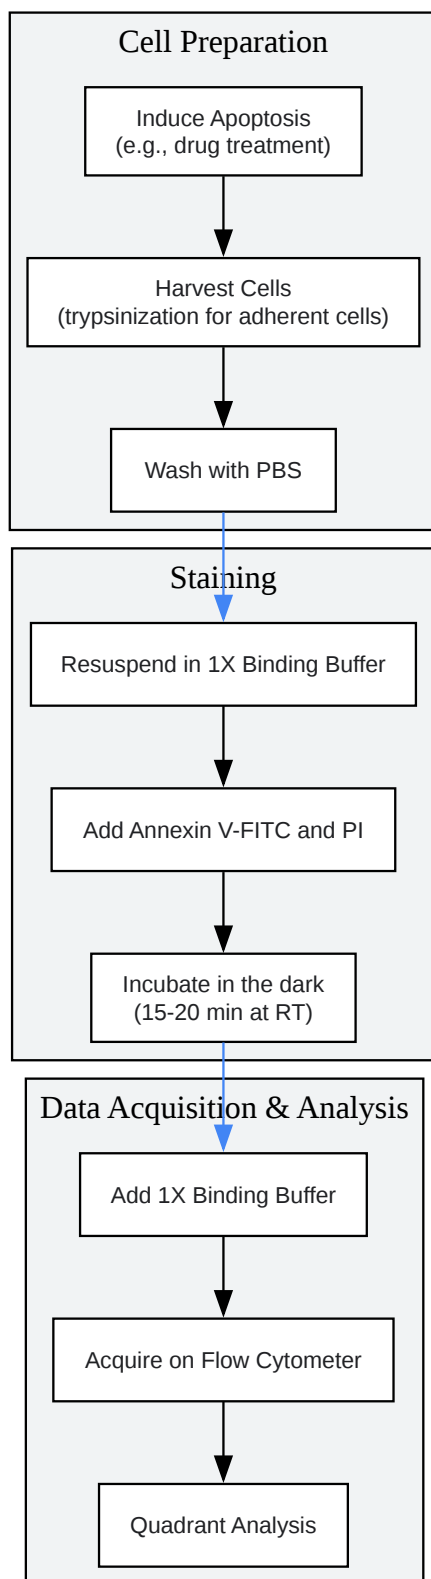 Cell Preparation
Induce Apoptosis
(e.g., drug treatment)
Harvest Cells
(trypsinization for adherent cells)
Wash with PBS
Staining
Resuspend in 1X Binding Buffer
Add Annexin V-FITC and PI
Incubate in the dark
(15-20 min at RT)
Data Acquisition & Analysis
Add 1X Binding Buffer
Acquire on Flow Cytometer
Quadrant Analysis